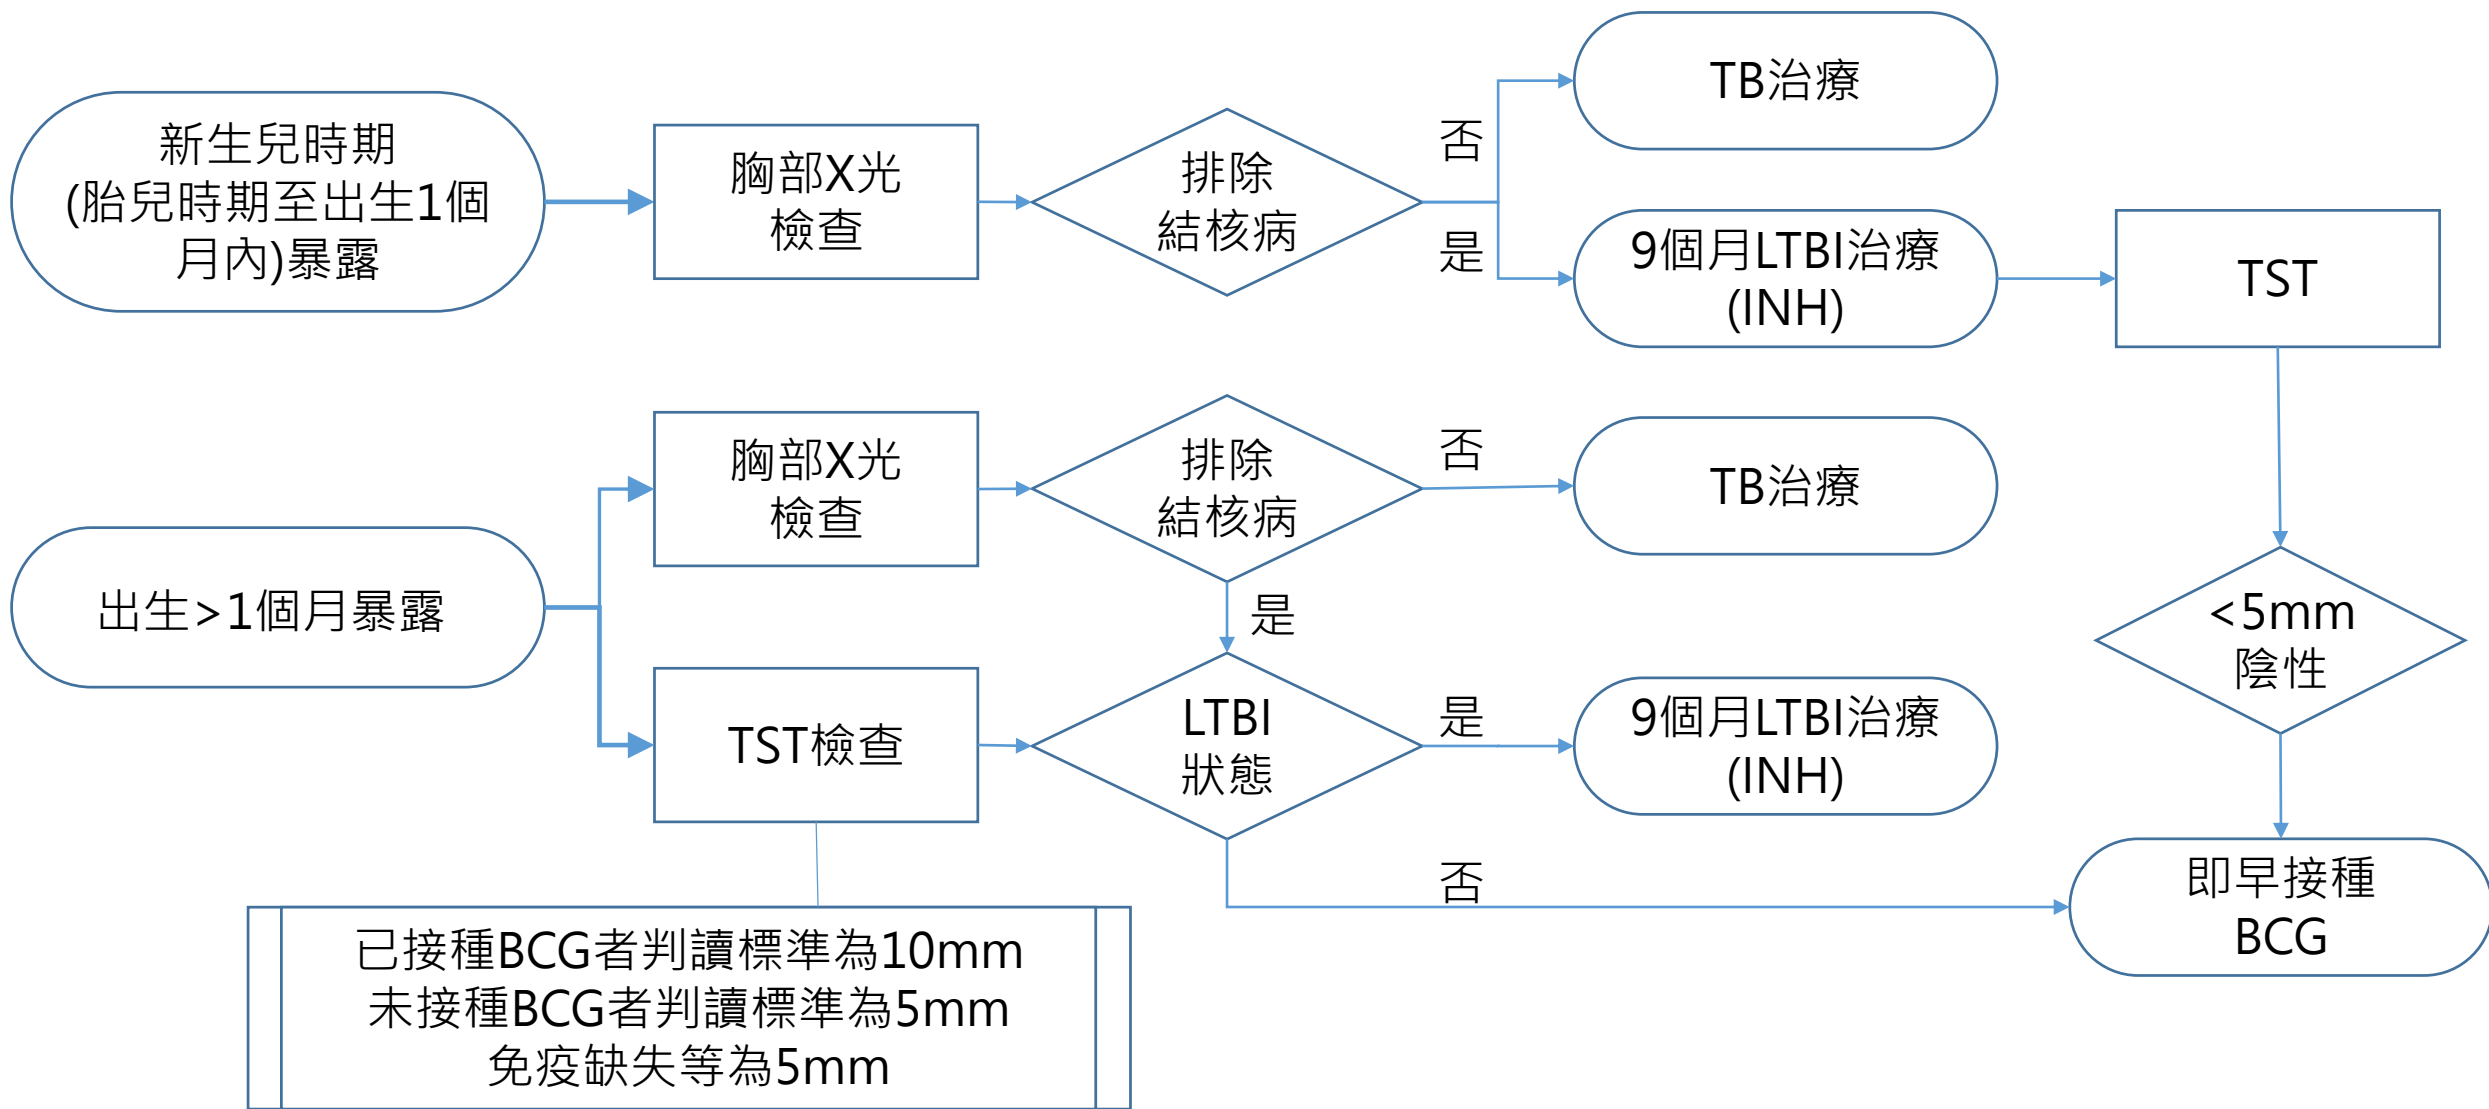 新生兒時期
(胎兒時期至出生1個
月內)暴露
胸部X光
檢查
排除
結核病
否
是
TB治療
9個月LTBI治療
(INH)
TST
出生>1個月暴露
胸部X光
檢查
排除
結核病
否
是
TB治療
TST檢查
LTBI
狀態
是
否
9個月LTBI治療
(INH)
<5mm
陰性
即早接種
BCG
已接種BCG者判讀標準為10mm
未接種BCG者判讀標準為5mm
免疫缺失等為5mm